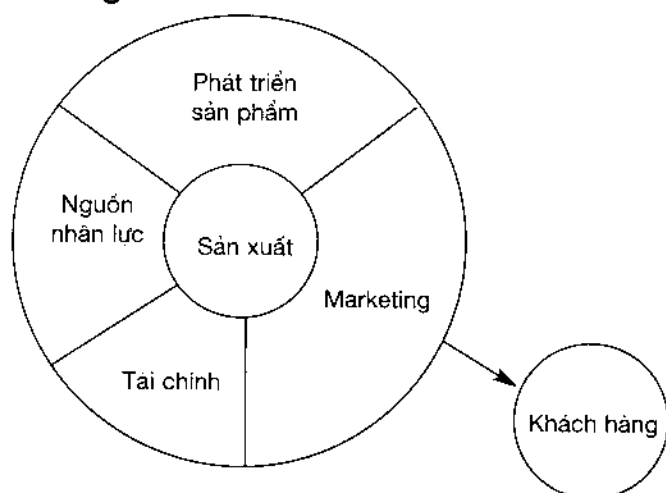 Phát triển
sản phẩm
Nguồn
nhân lực
Sản xuất
Marketing
Tài chính
Khách hàng